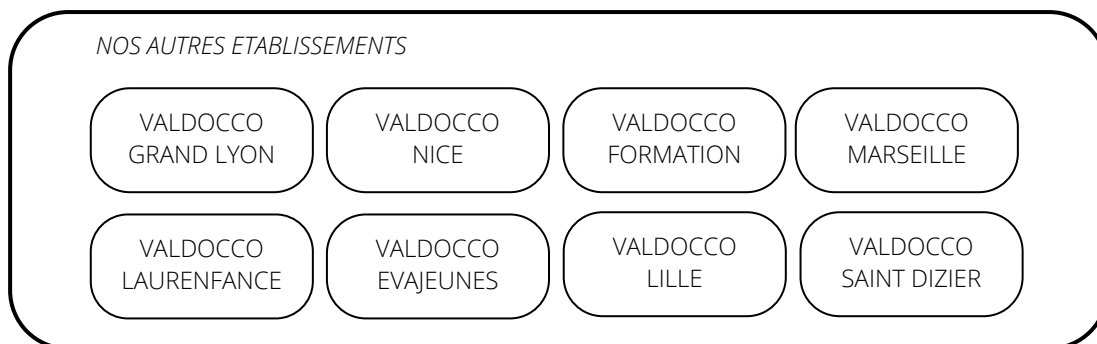 NOS AUTRES ETABLISSEMENTS
VALDOCCO
GRAND LYON
VALDOCCO
NICE
VALDOCCO
FORMATION
VALDOCCO
MARSEILLE
VALDOCCO
LAURENFANCE
VALDOCCO
EVAJEUNES
VALDOCCO
LILLE
VALDOCCO
SAINT DIZIER